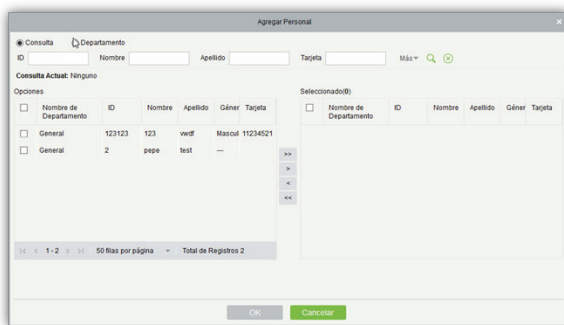 Agregar Personal
Consulta Departamento
ID Nombre Apellido Tarjeta Más
Consulta Actual: Ninguno
Opciones Seleccionado(0)
Nombre de Departamento ID Nombre Apellido Géner Tarjeta Nombre de Departamento ID Nombre Apellido Géner Tarjeta
General 123123 123 vwdf Mascul 11234521
General 2 pepe test ---
>>
>
<
<<
1 - 2 50 filas por página Total de Registros 2
OK Cancelar